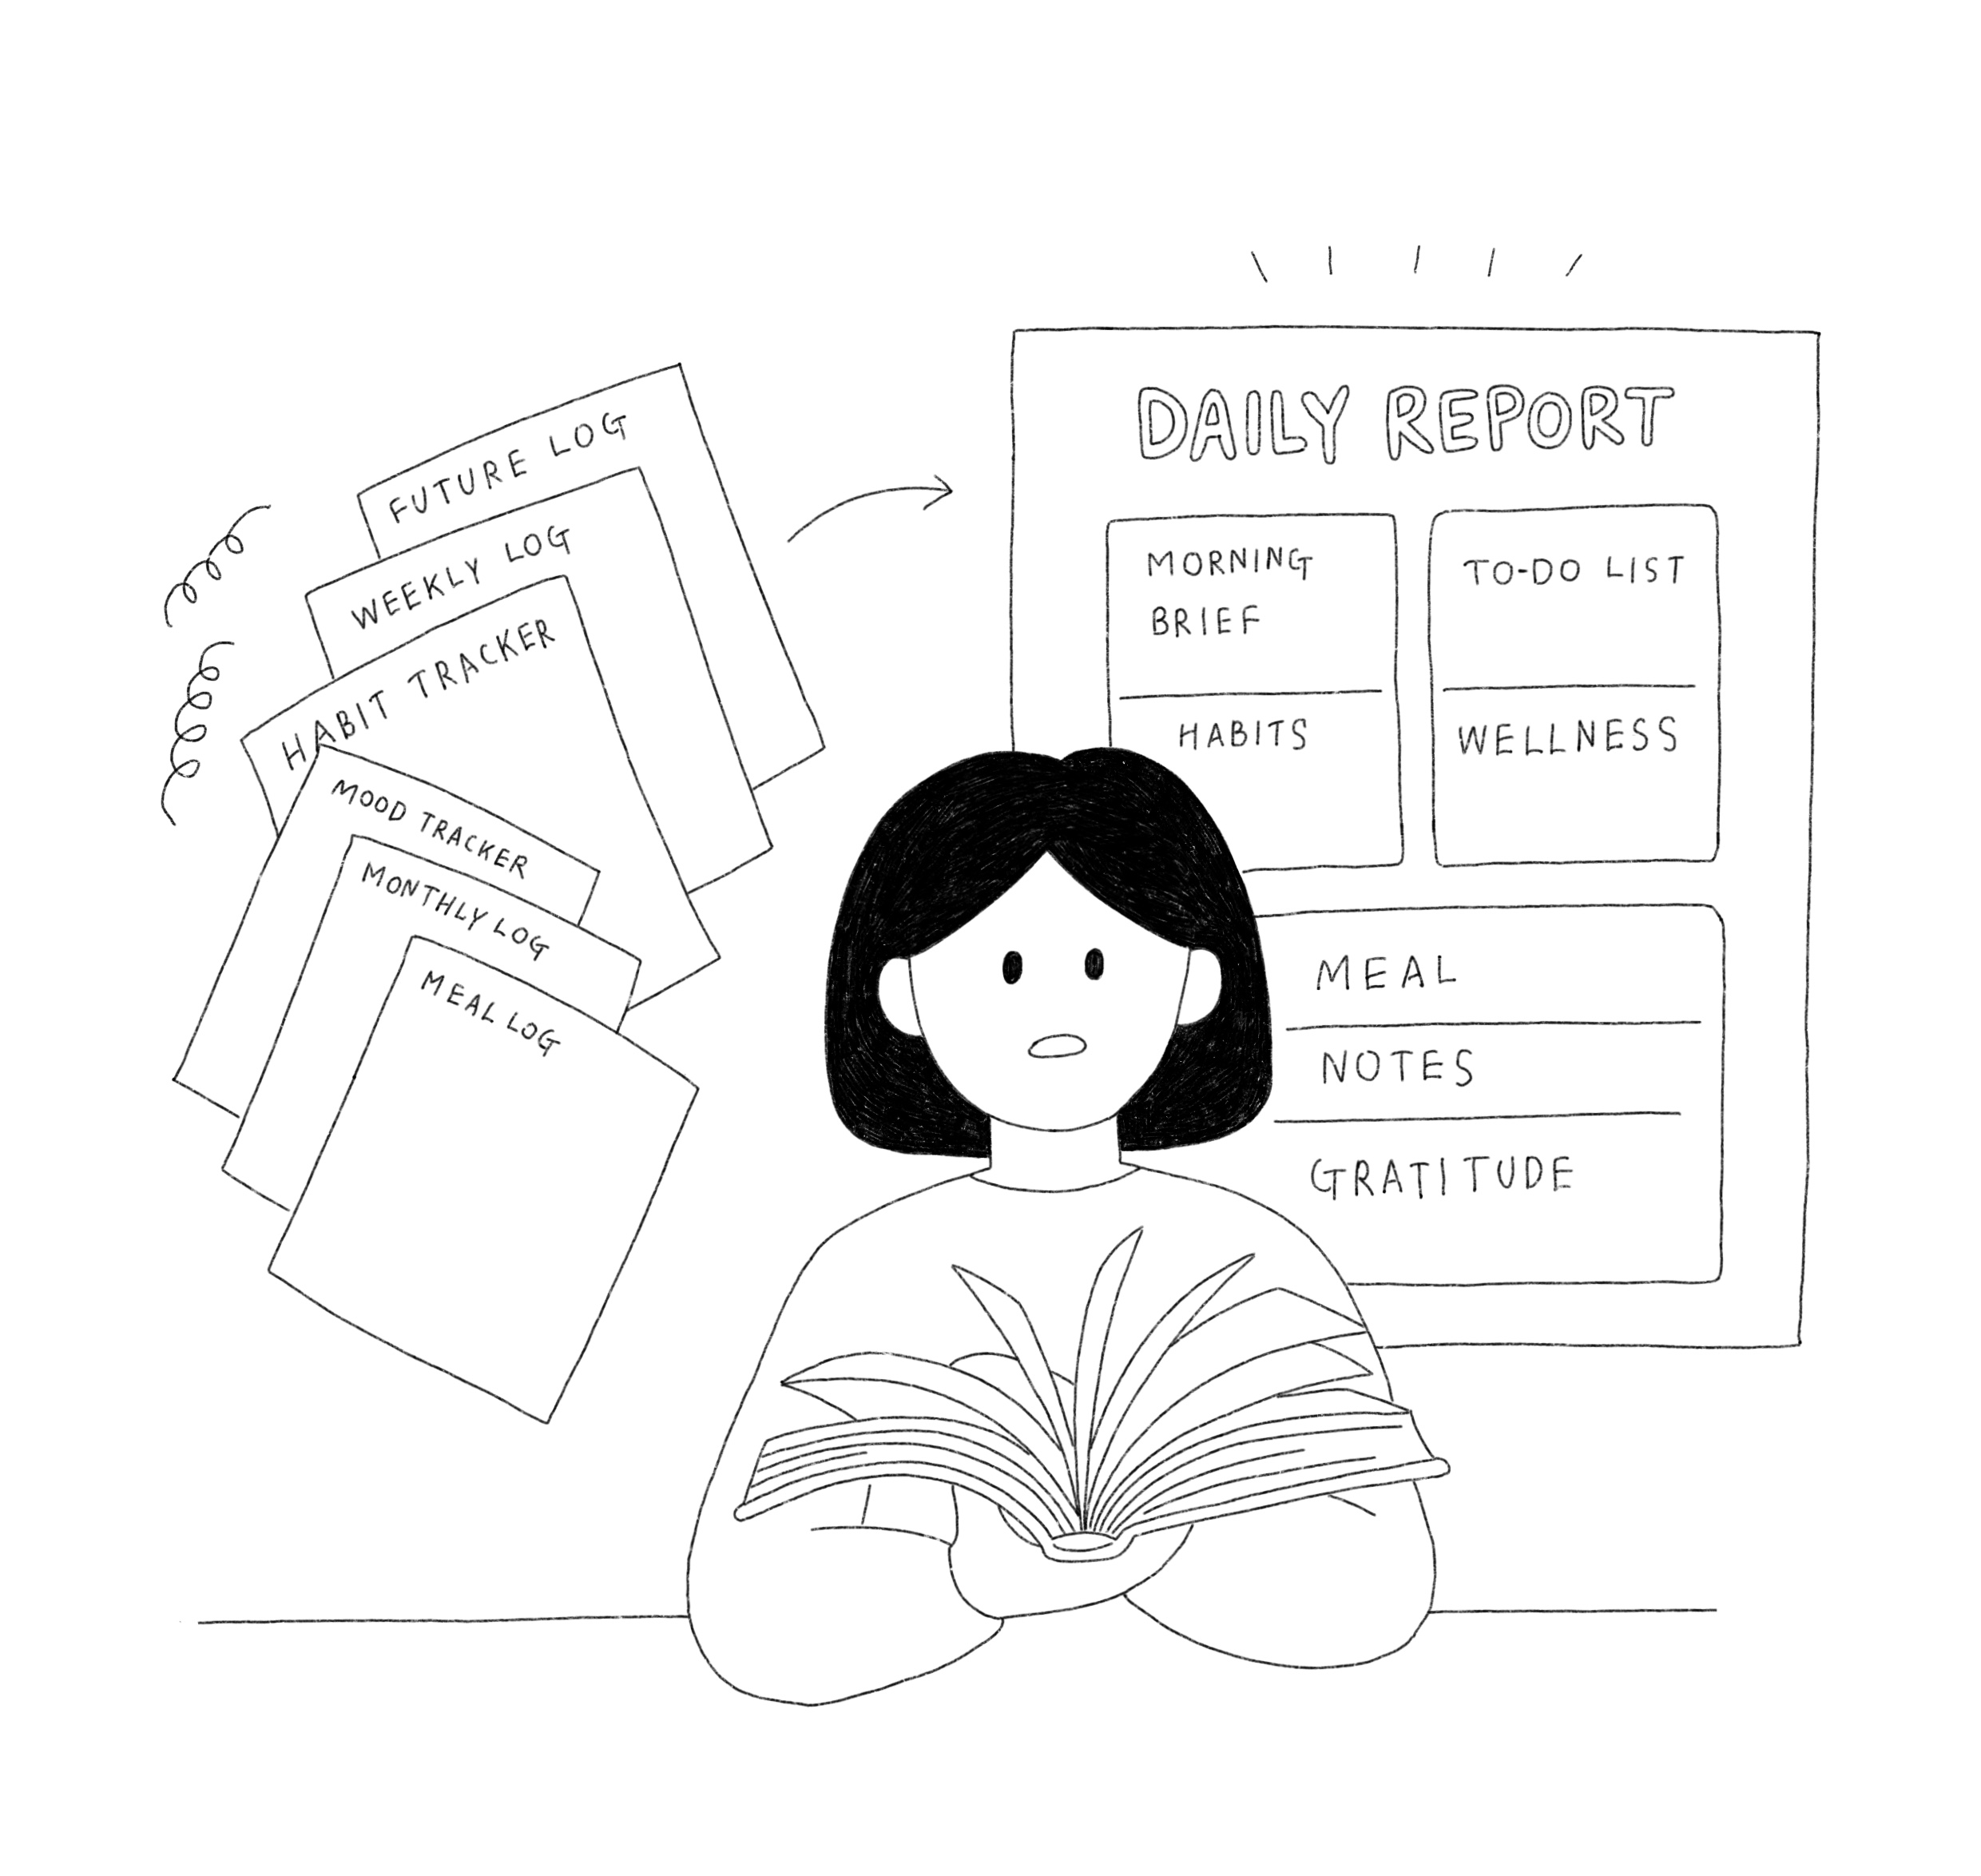 FUTURE LOG
WEEKLY LOG
HABIT TRACKER
MOOD TRACKER
MONTHLY LOG
MEAL LOG
DAILY REPORT
MORNING
BRIEF
HABITS
TO-DO LIST
WELLNESS
MEAL
NOTES
GRATITUDE